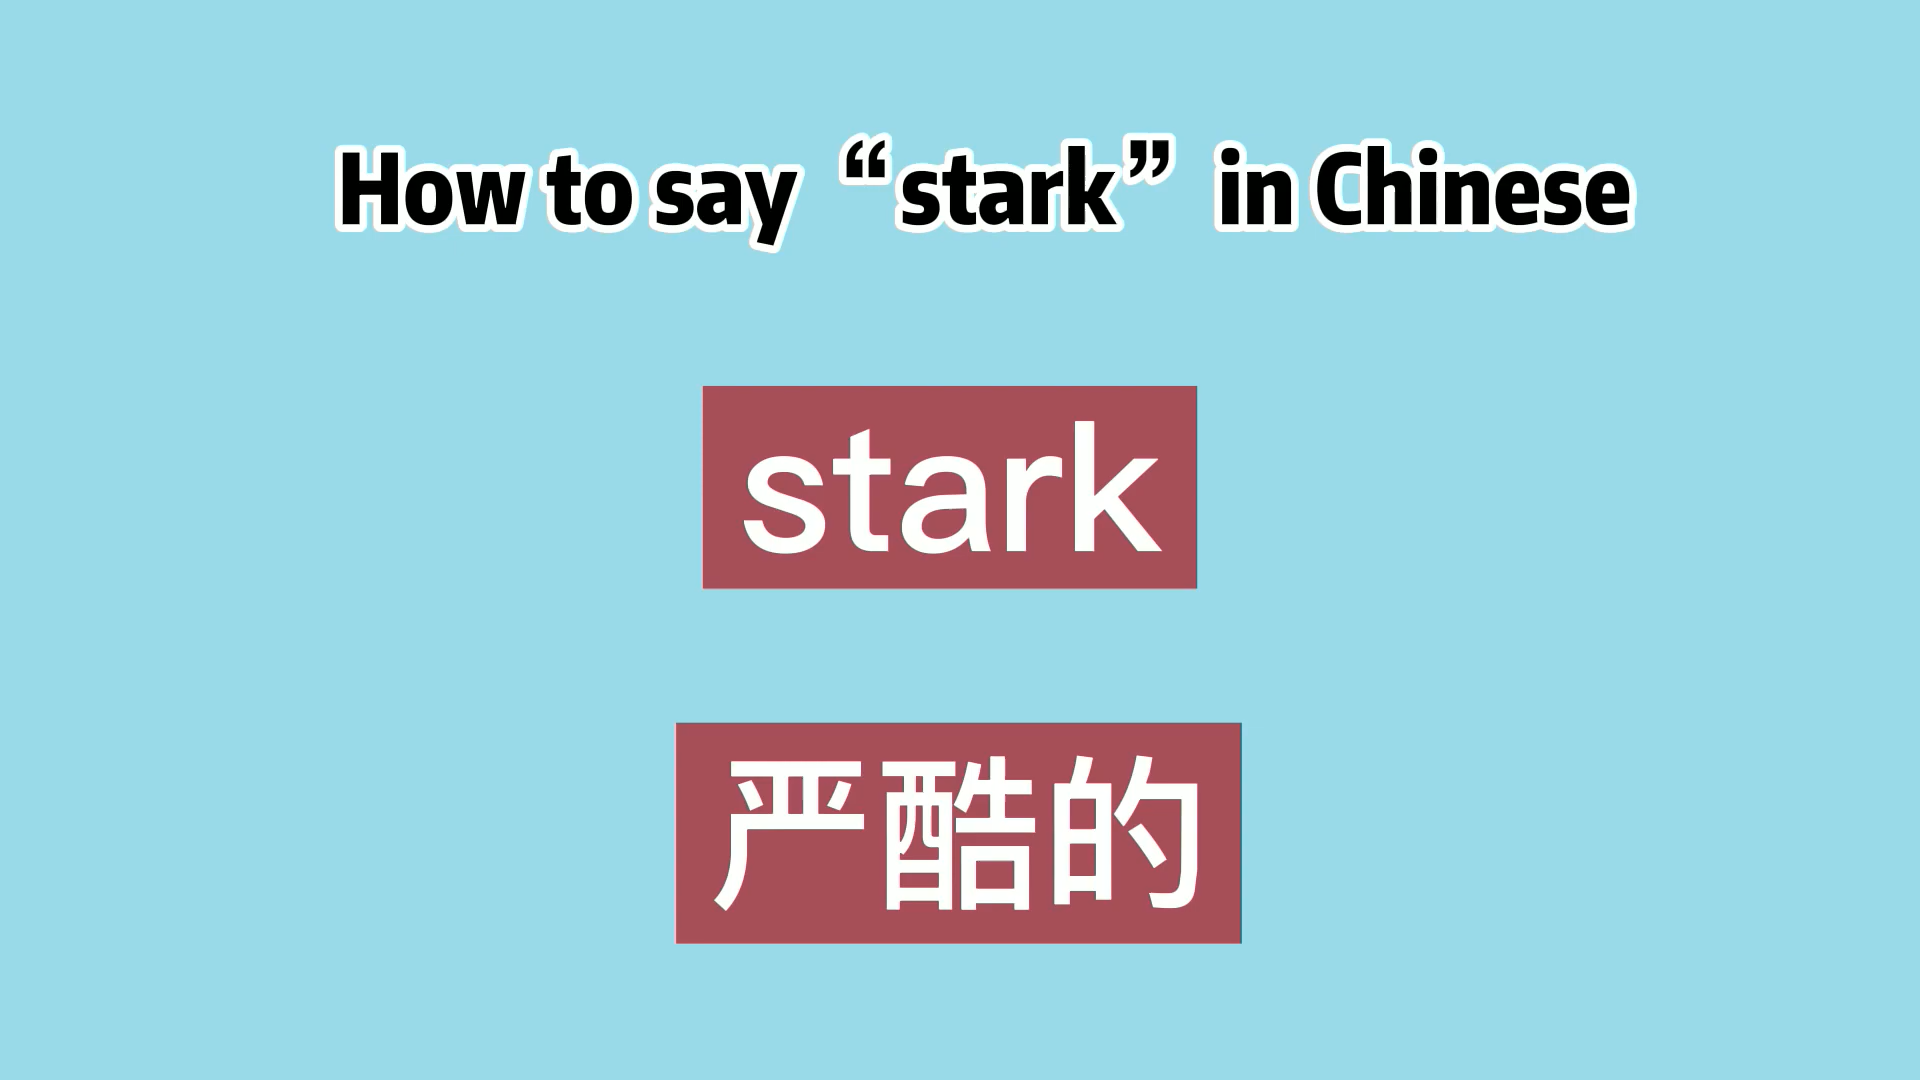 How to say “stark” in Chinese
stark
严酷的